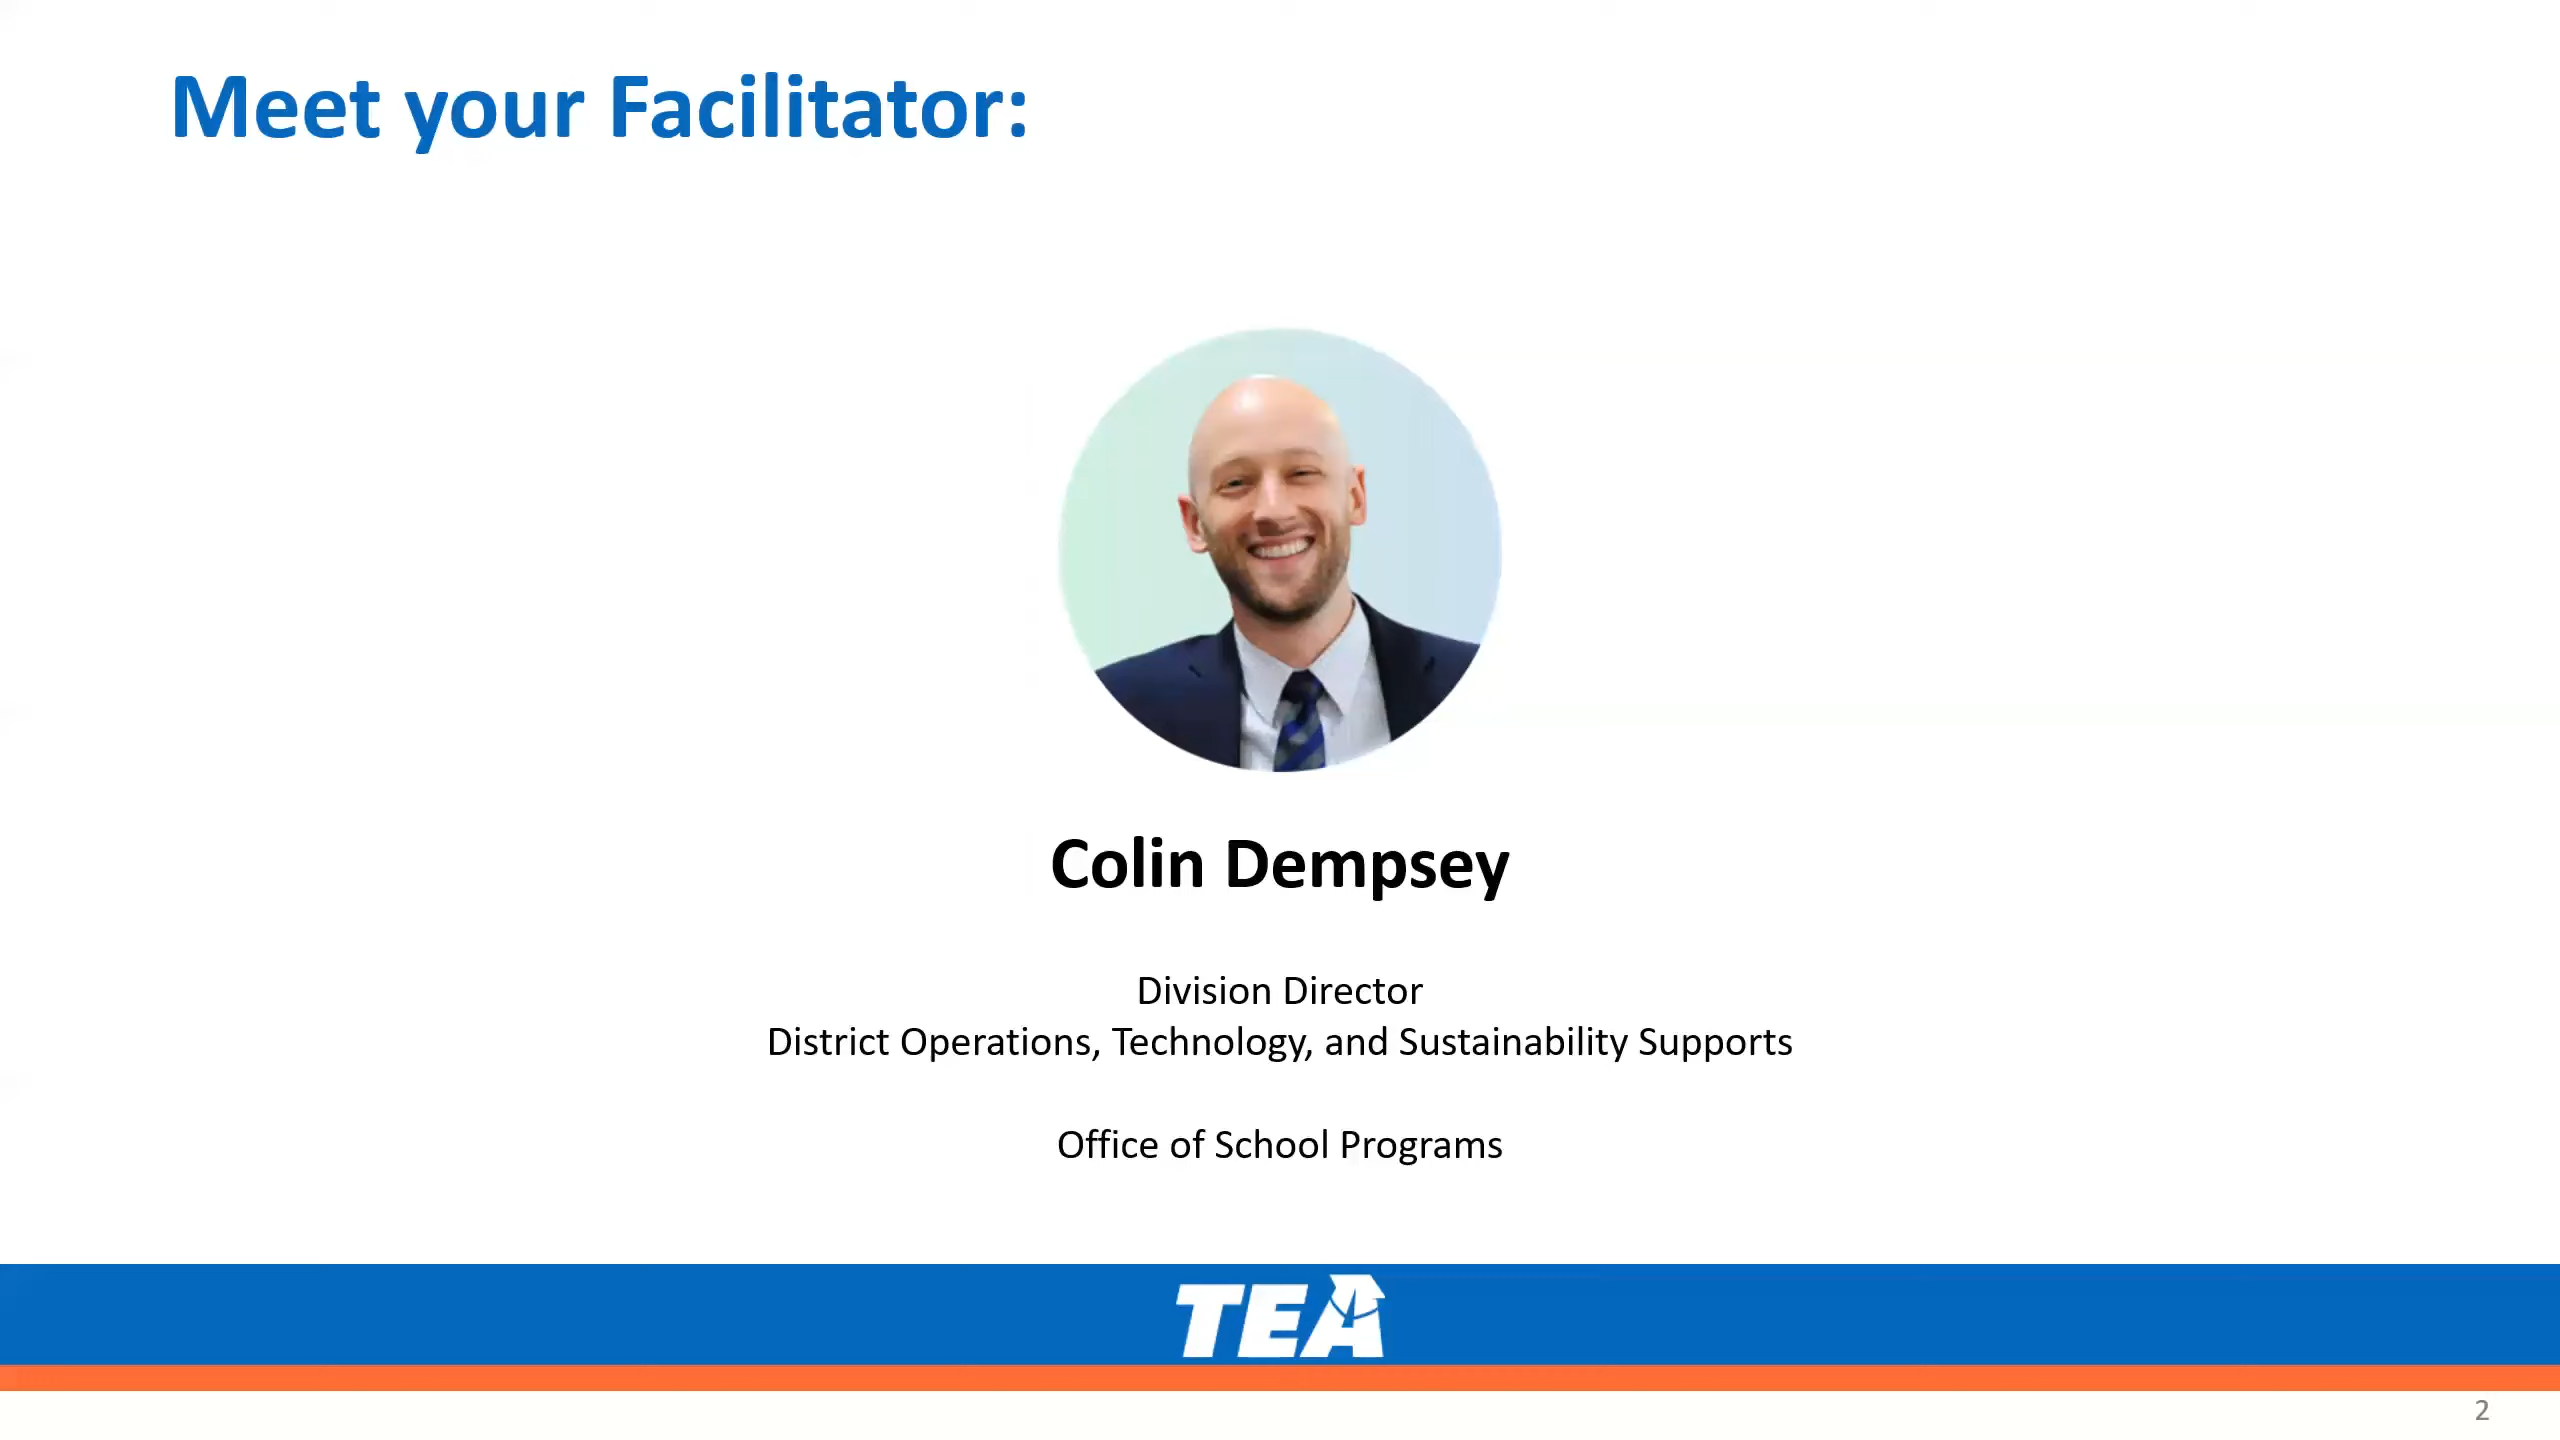 Meet your Facilitator:
Colin Dempsey
Division Director
District Operations, Technology, and Sustainability Supports
Office of School Programs
TEA
2